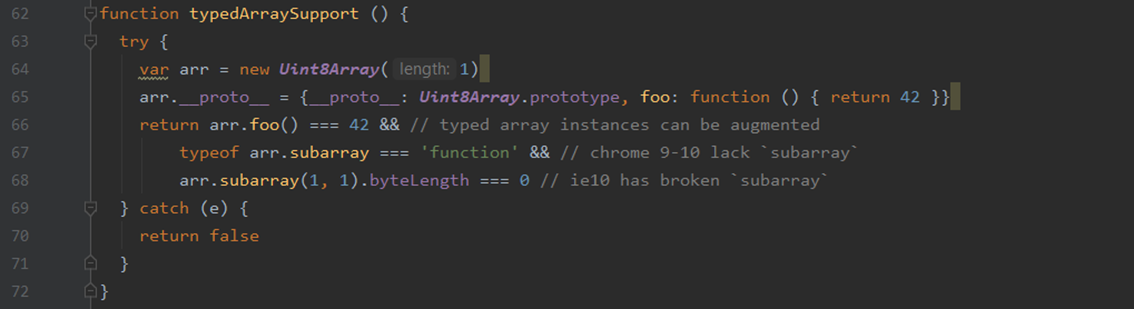 62 function typedArraySupport () {
63 try {
64 var arr = new Uint8Array( length: 1)
65 arr.__proto__ = {__proto__: Uint8Array.prototype, foo: function () { return 42 }}
66 return arr.foo() === 42 && // typed array instances can be augmented
67 typeof arr.subarray === 'function' && // chrome 9-10 lack `subarray`
68 arr.subarray(1, 1).byteLength === 0 // ie10 has broken `subarray`
69 } catch (e) {
70 return false
71 }
72 }